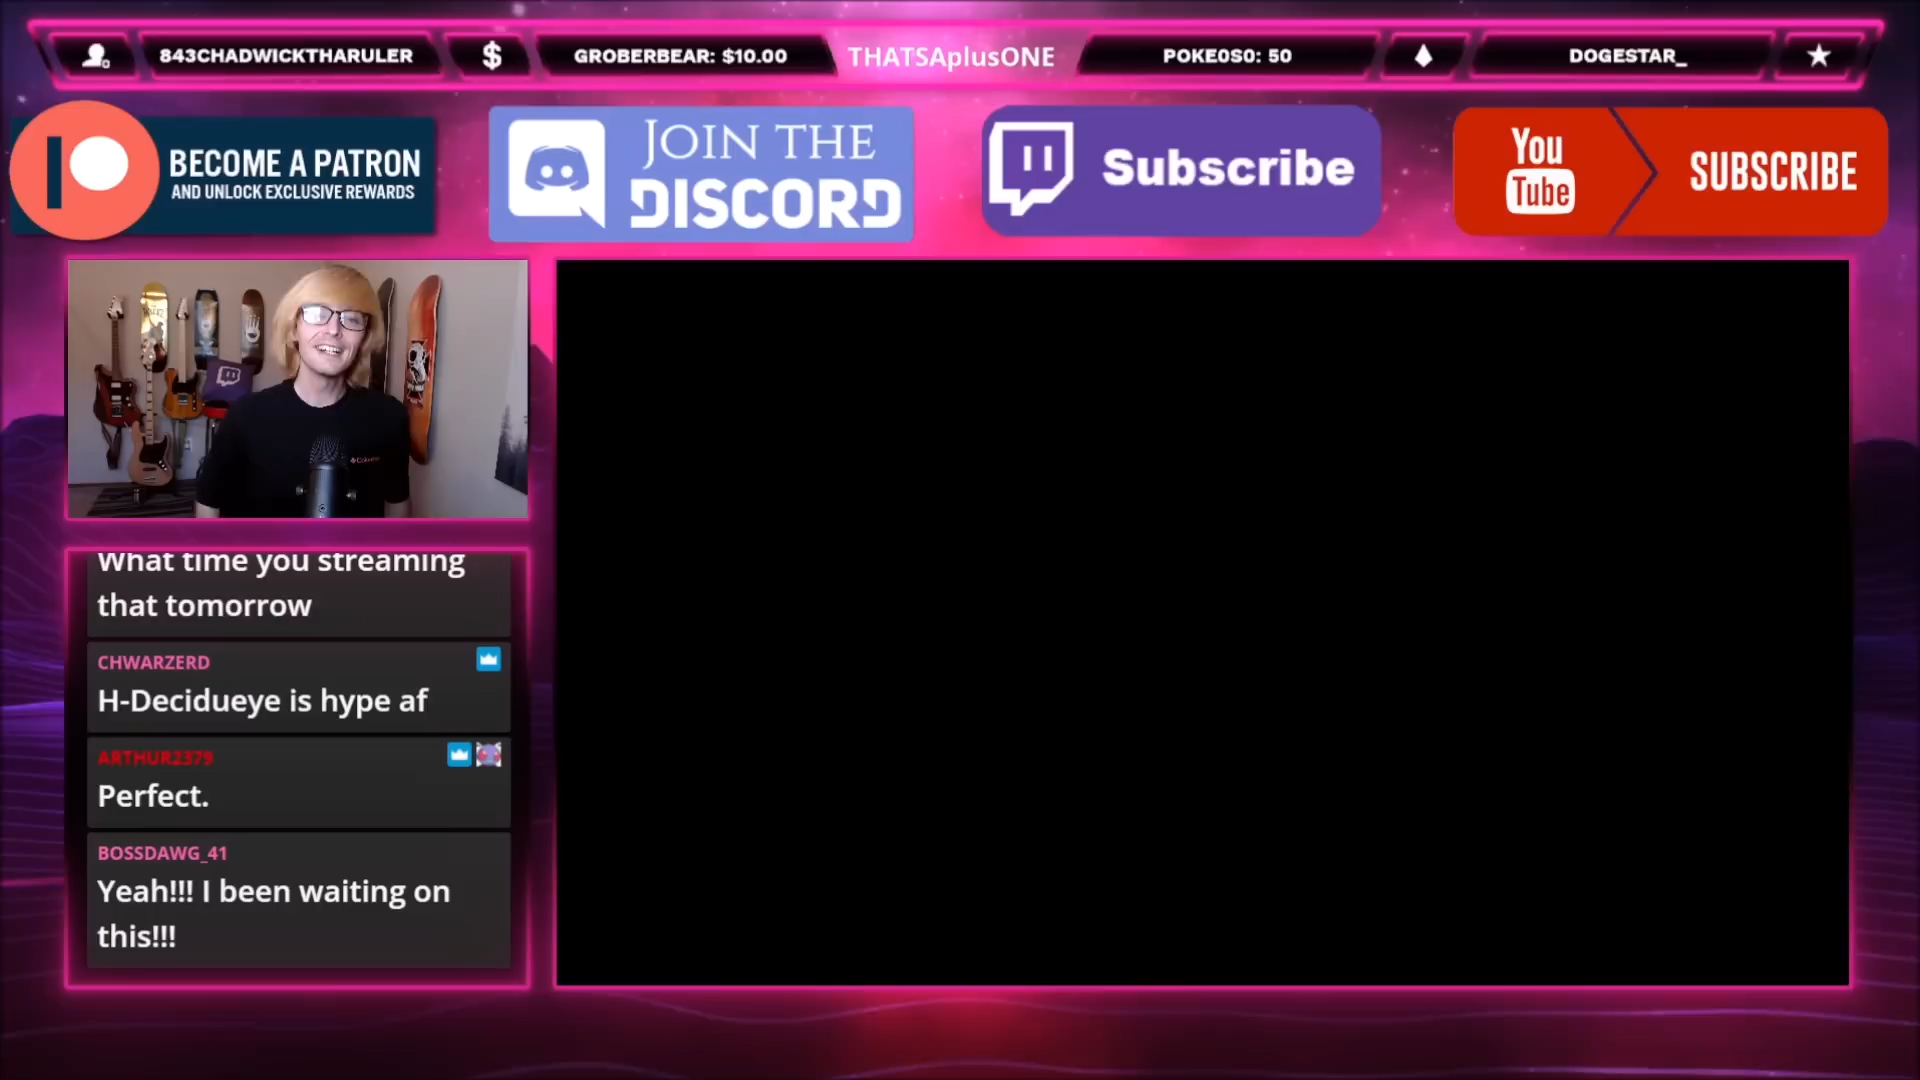 843CHADWICKTHARULER
$
GROBERBEAR: $10.00
THATSAplusONE
POKE0S0: 50
DOGESTAR_
BECOME A PATRON
AND UNLOCK EXCLUSIVE REWARDS
JOIN THE
DISCORD
Subscribe
You
Tube
SUBSCRIBE
What time you streaming
that tomorrow
CHWARZERD
H-Decidueye is hype af
ARTHUR2379
Perfect.
BOSSDAWG_41
Yeah!!! I been waiting on
this!!!